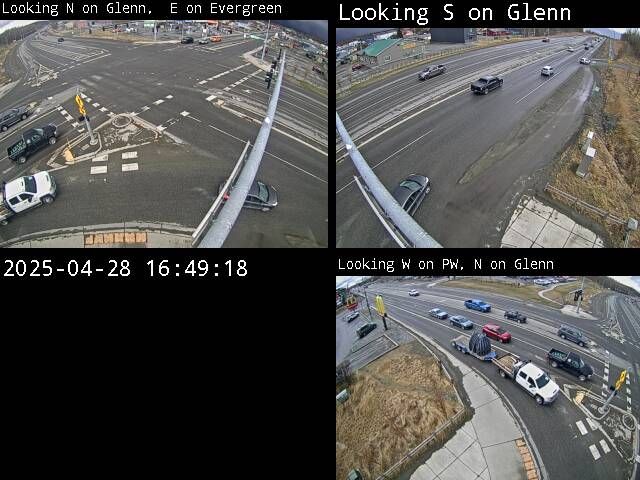 Looking N on Glenn,  E on Evergreen
Looking S on Glenn
2025-04-28 16:49:18
Looking W on PW, N on Glenn